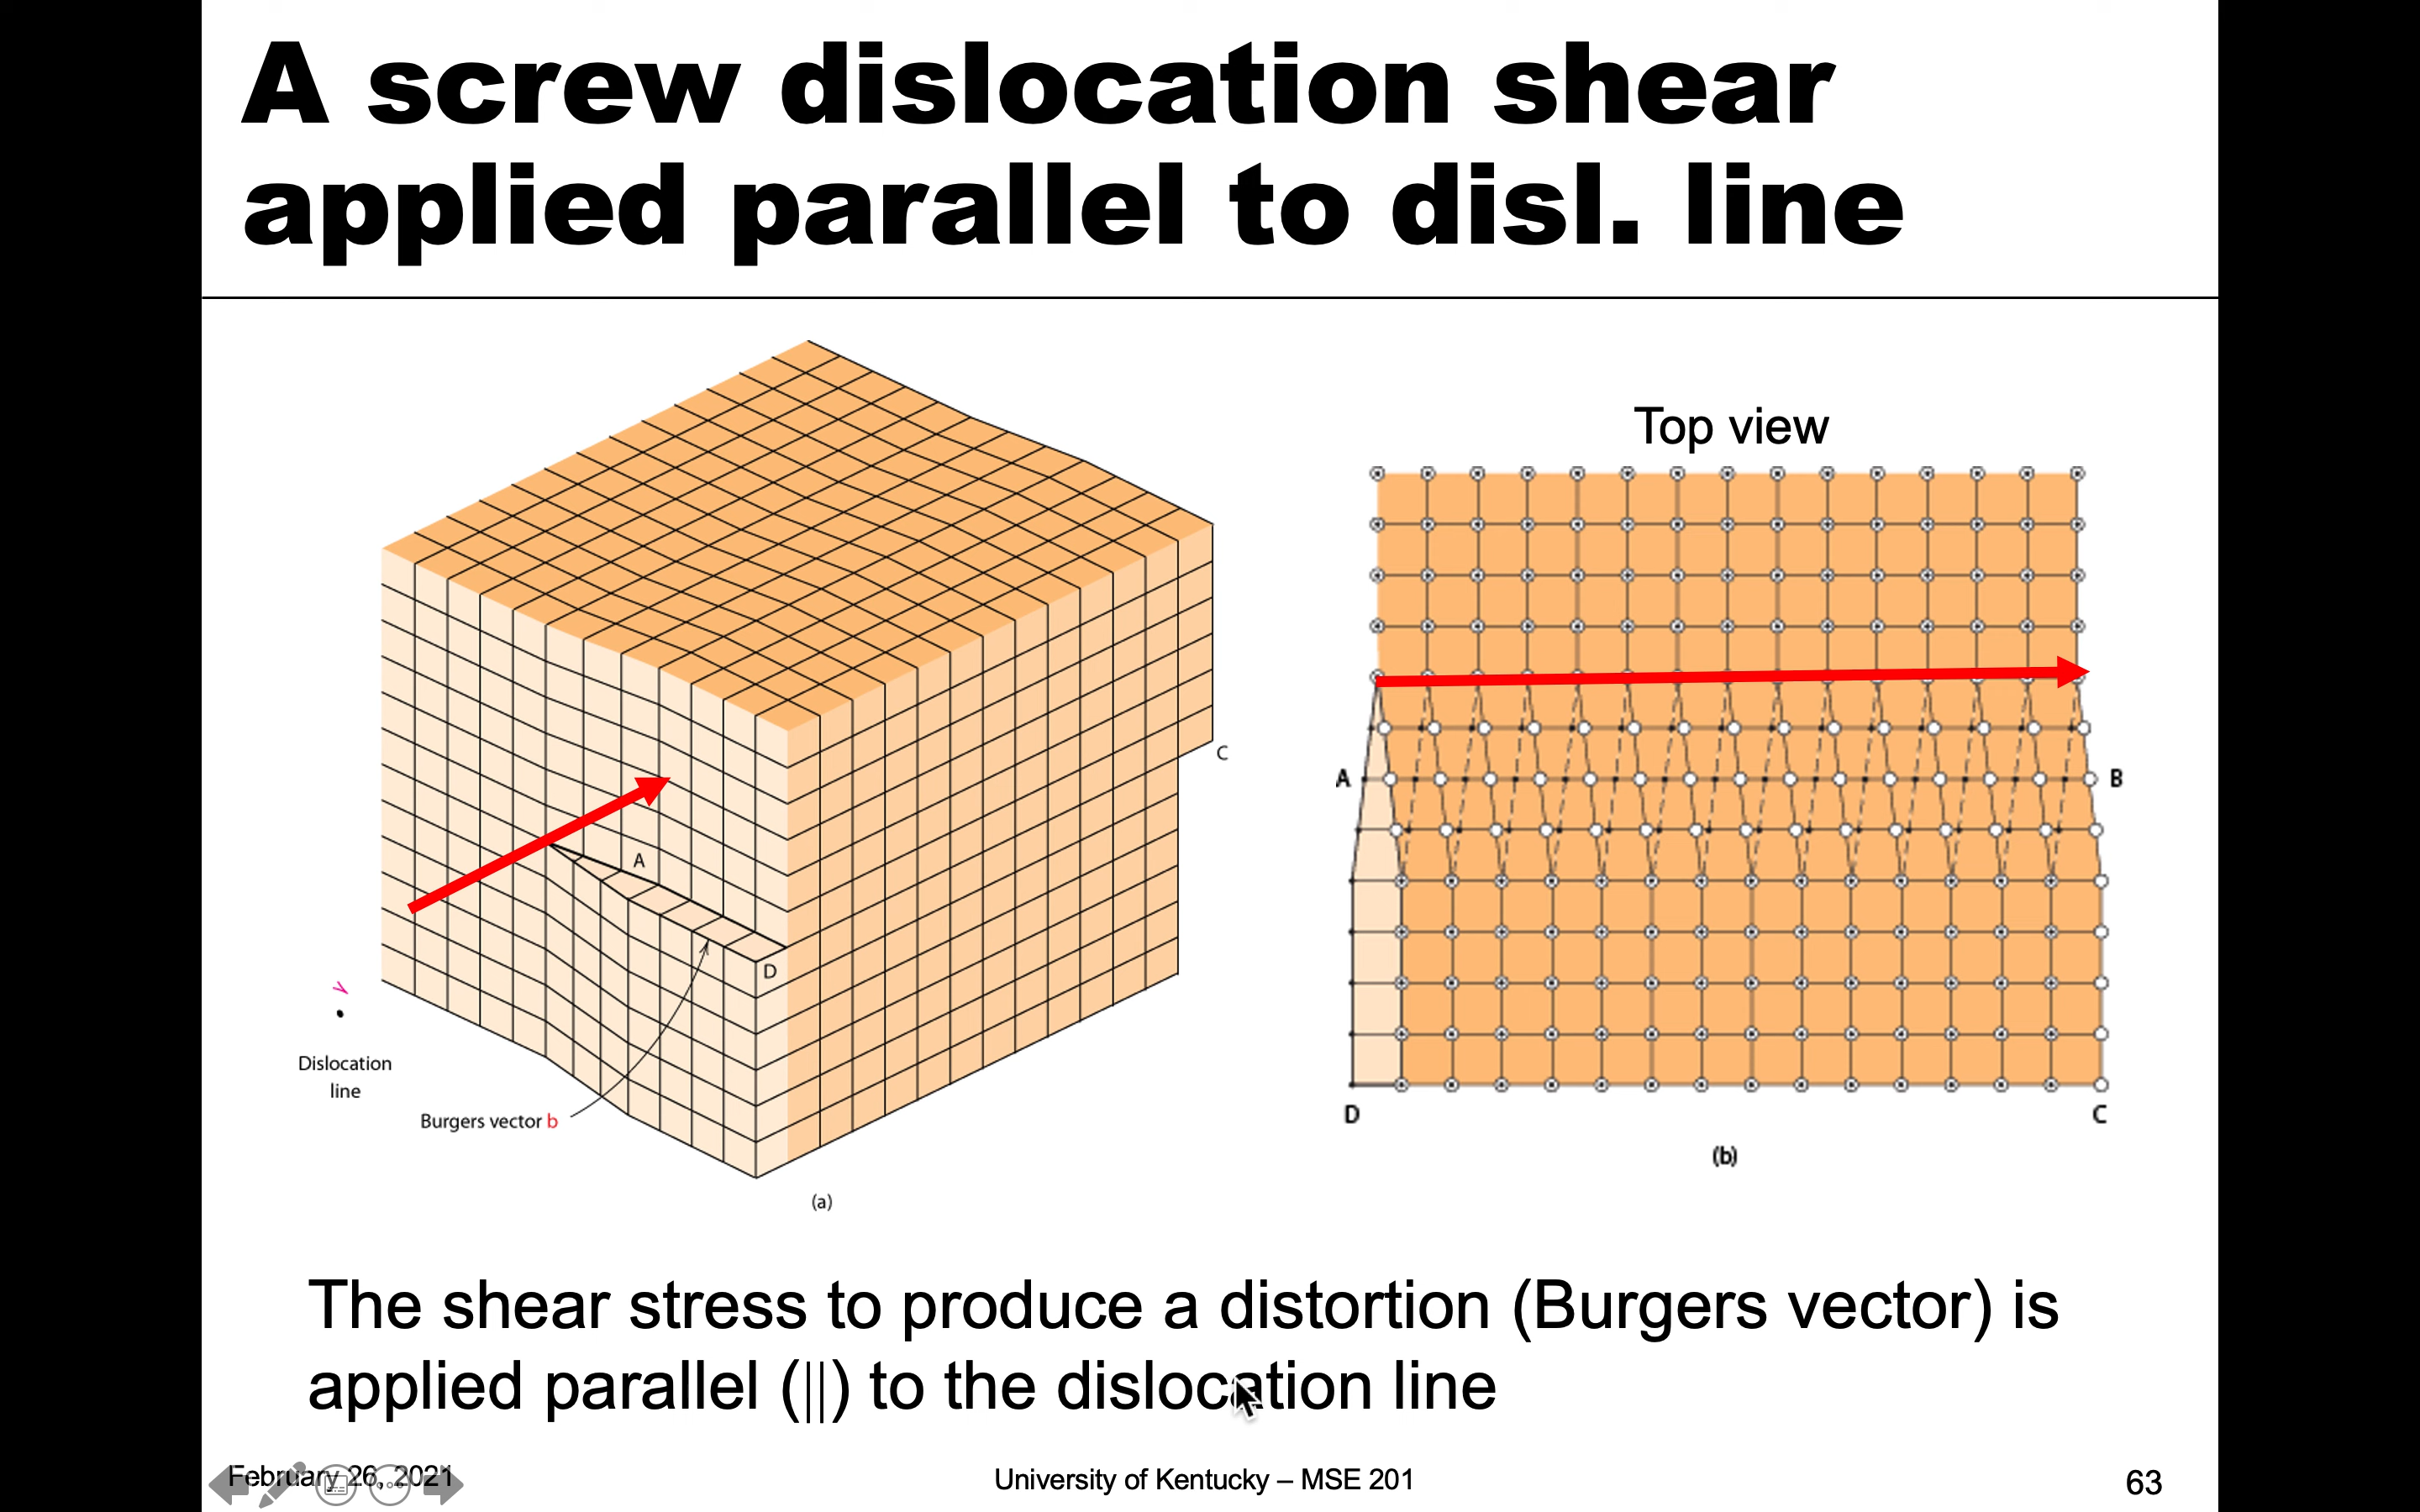 A screw dislocation shear
applied parallel to disl. line
Top view
A
B
C
A
D
Dislocation
line
Burgers vector b
D
C
(b)
(a)
The shear stress to produce a distortion (Burgers vector) is
applied parallel (||) to the dislocation line
February 26, 2021
University of Kentucky – MSE 201
63